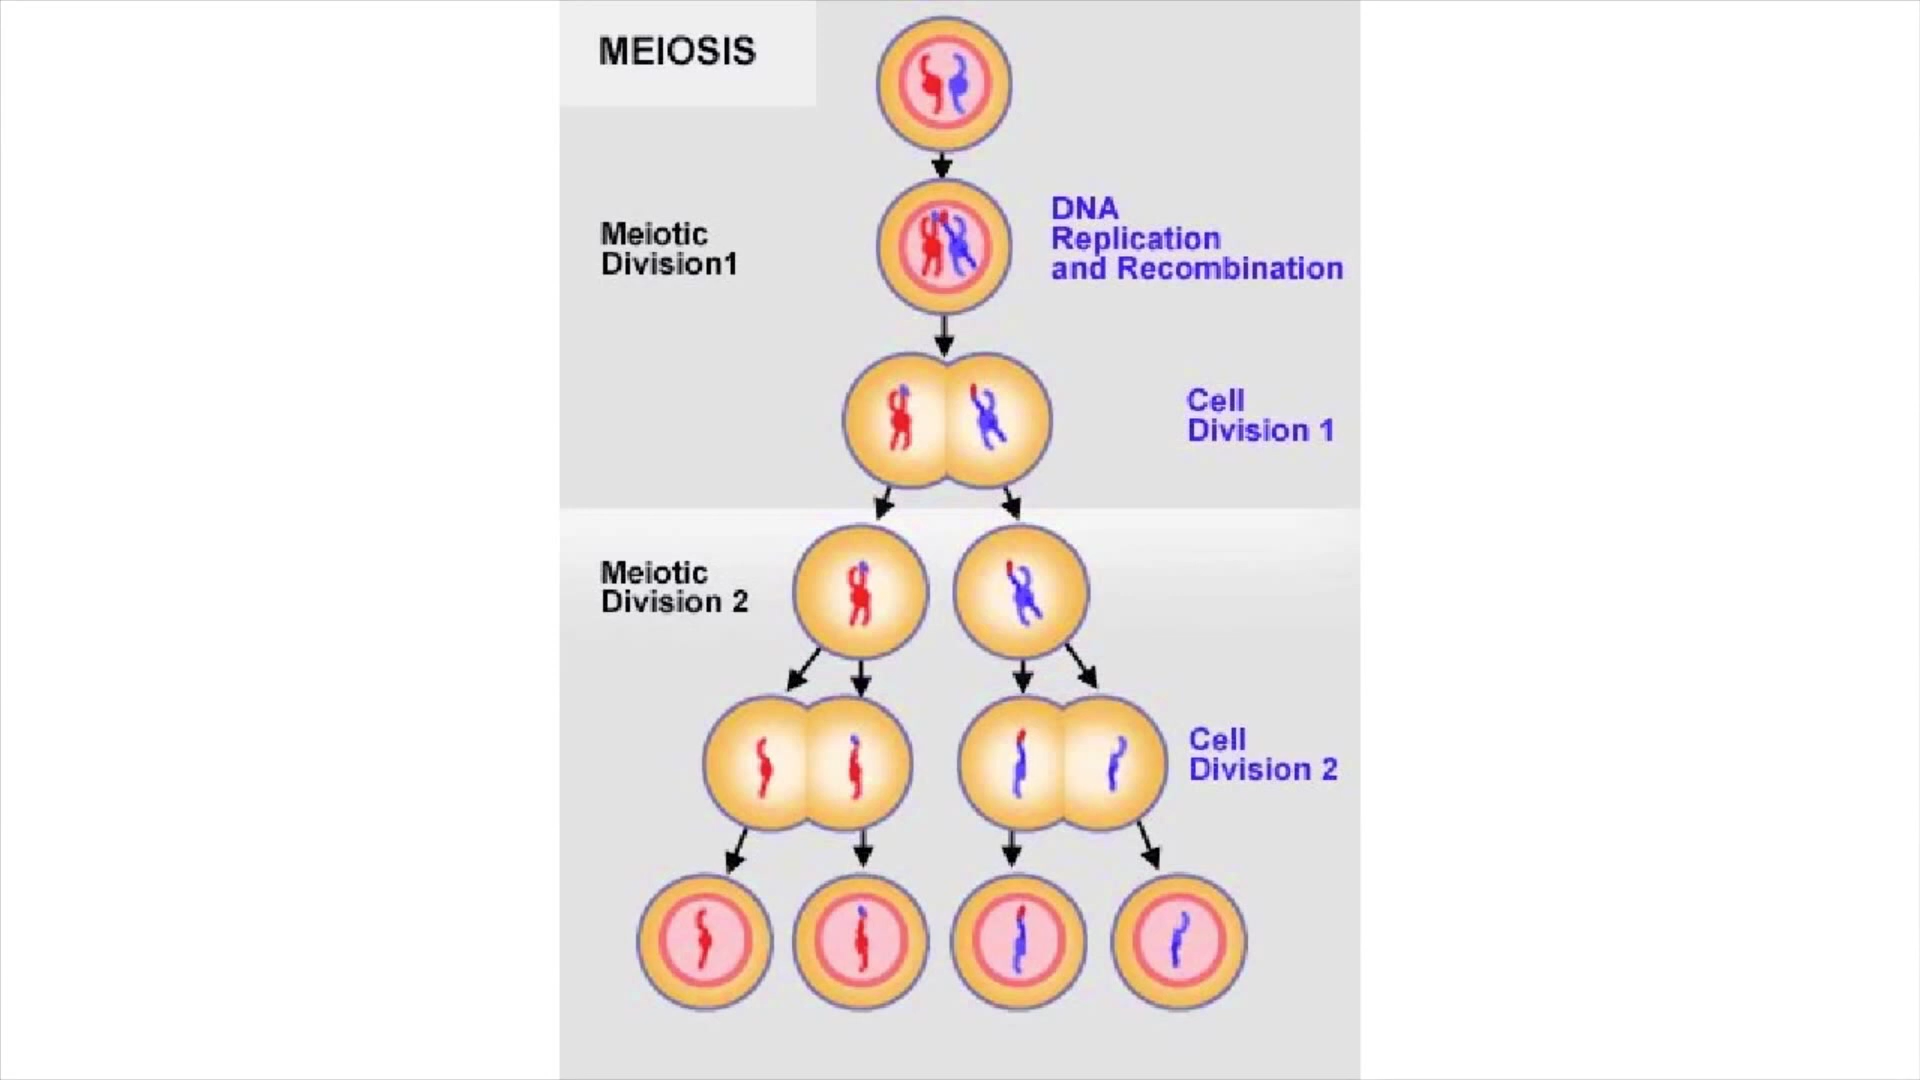 MEIOSIS
Meiotic
Division1
DNA
Replication
and Recombination
Cell
Division 1
Meiotic
Division 2
Cell
Division 2